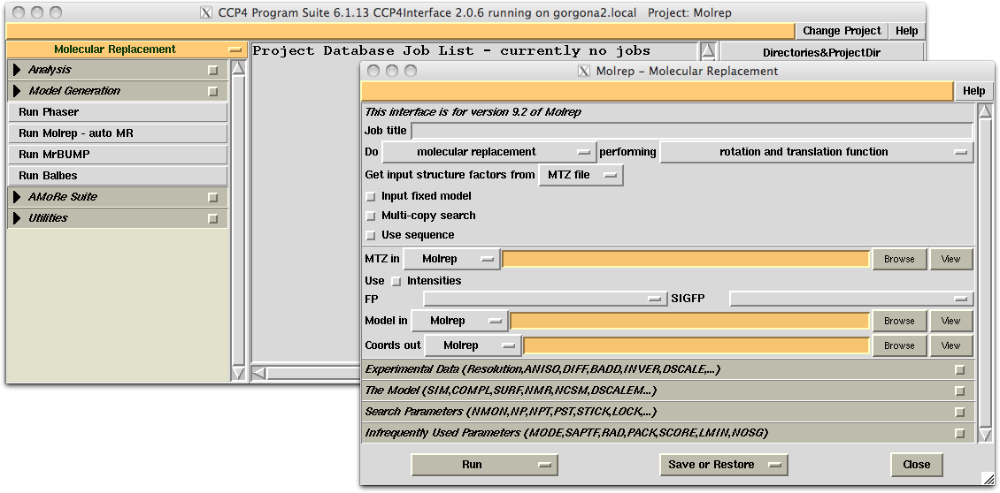 CCP4 Program Suite 6.1.13 CCP4Interface 2.0.6 running on gorgona2.local Project: Molrep
Change Project Help
Molecular Replacement
Analysis
Model Generation
Run Phaser
Run Molrep - auto MR
Run MrBUMP
Run Balbes
AMoRe Suite
Utilities
Project Database Job List - currently no jobs
Directories&ProjectDir
Molrep - Molecular Replacement
Help
This interface is for version 9.2 of Molrep
Job title
Do molecular replacement performing rotation and translation function
Get input structure factors from MTZ file
Input fixed model
Multi-copy search
Use sequence
MTZ in Molrep Browse View
Use Intensities
FP SIGFP
Model in Molrep Browse View
Coords out Molrep Browse View
Experimental Data (Resolution,ANISO,DIFF,BADD,INVER,DSCALE,...)
The Model (SIM,COMPL,SURF,NMR,NCSM,DSCALEM...)
Search Parameters (NMON,NP,NPT,PST,STICK,LOCK,...)
Infrequently Used Parameters (MODE,SAPTF,RAD,PACK,SCORE,LMIN,NOSG)
Run Save or Restore Close